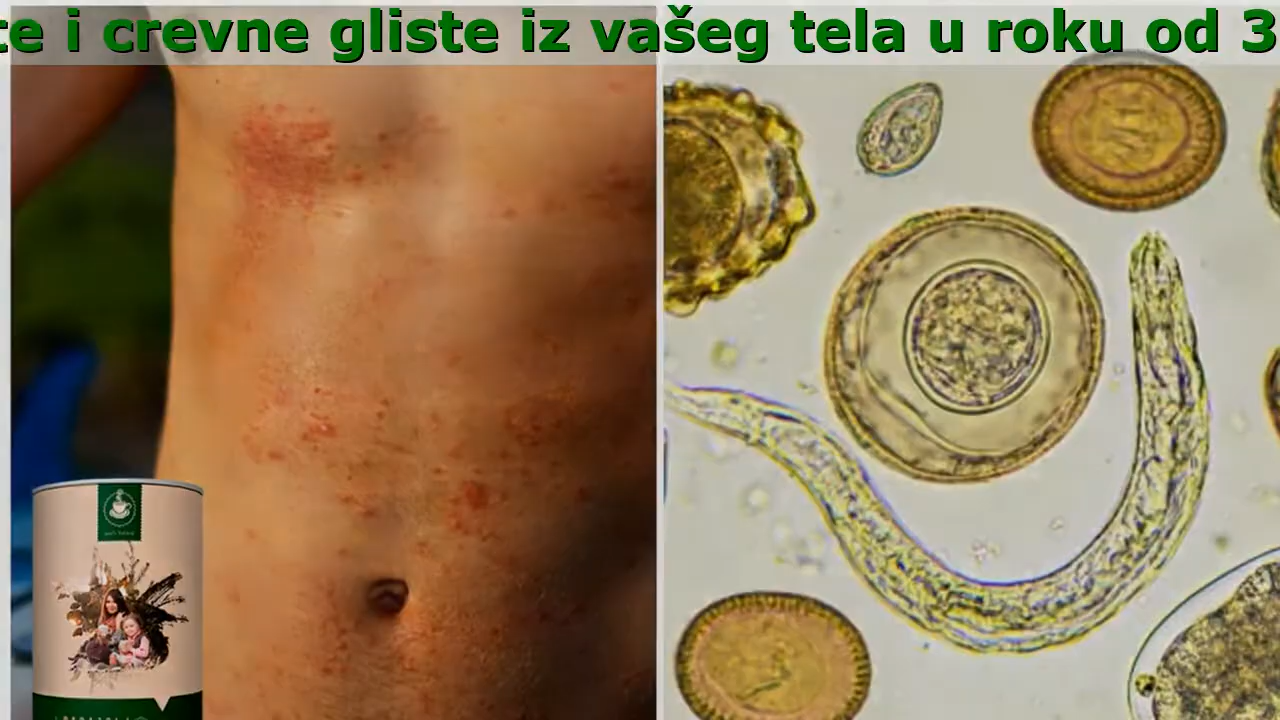 te i crevne gliste iz vašeg tela u roku od 3